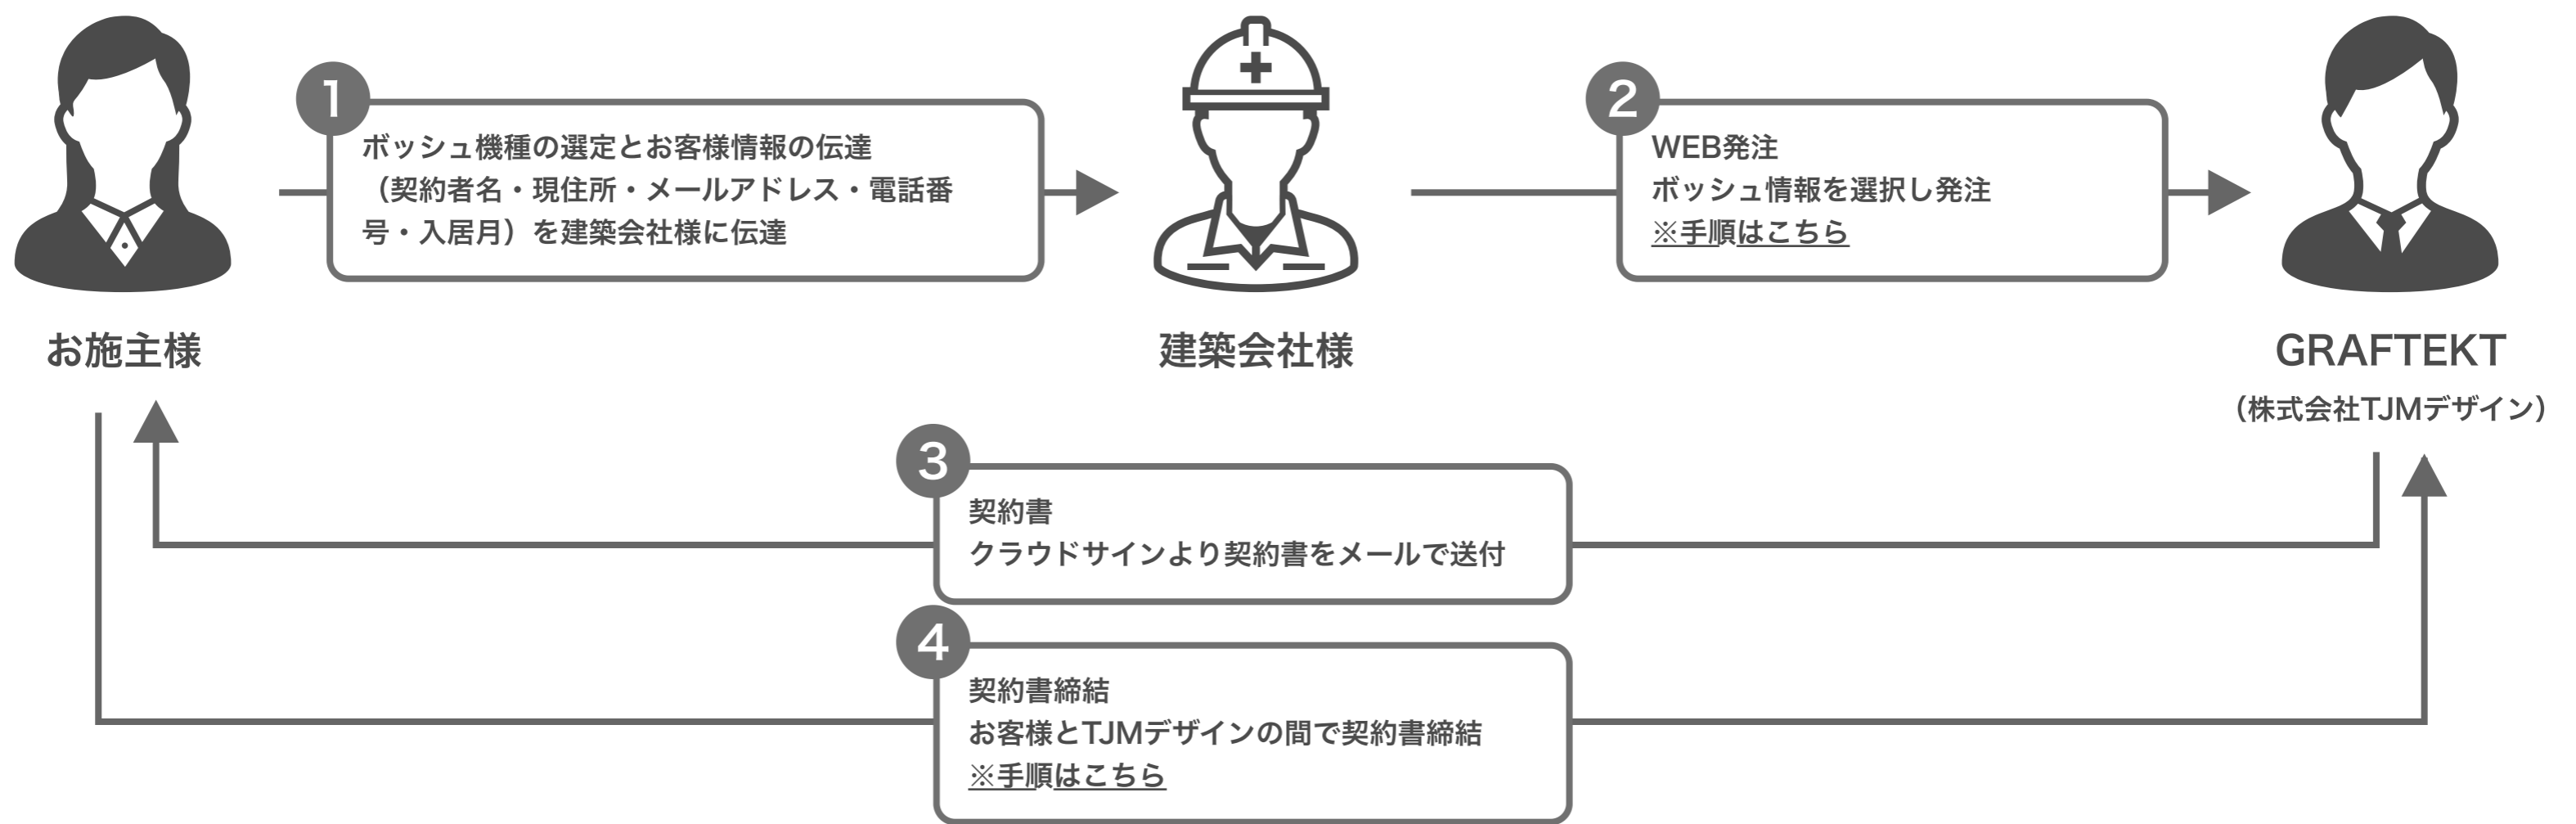 1
ボッシュ機種の選定とお客様情報の伝達
（契約者名・現住所・メールアドレス・電話番
号・入居月）を建築会社様に伝達
2
WEB発注
ボッシュ情報を選択し発注
※手順はこちら
お施主様
建築会社様
GRAFTEKT
（株式会社TJMデザイン）
3
契約書
クラウドサインより契約書をメールで送付
4
契約書締結
お客様とTJMデザインの間で契約書締結
※手順はこちら